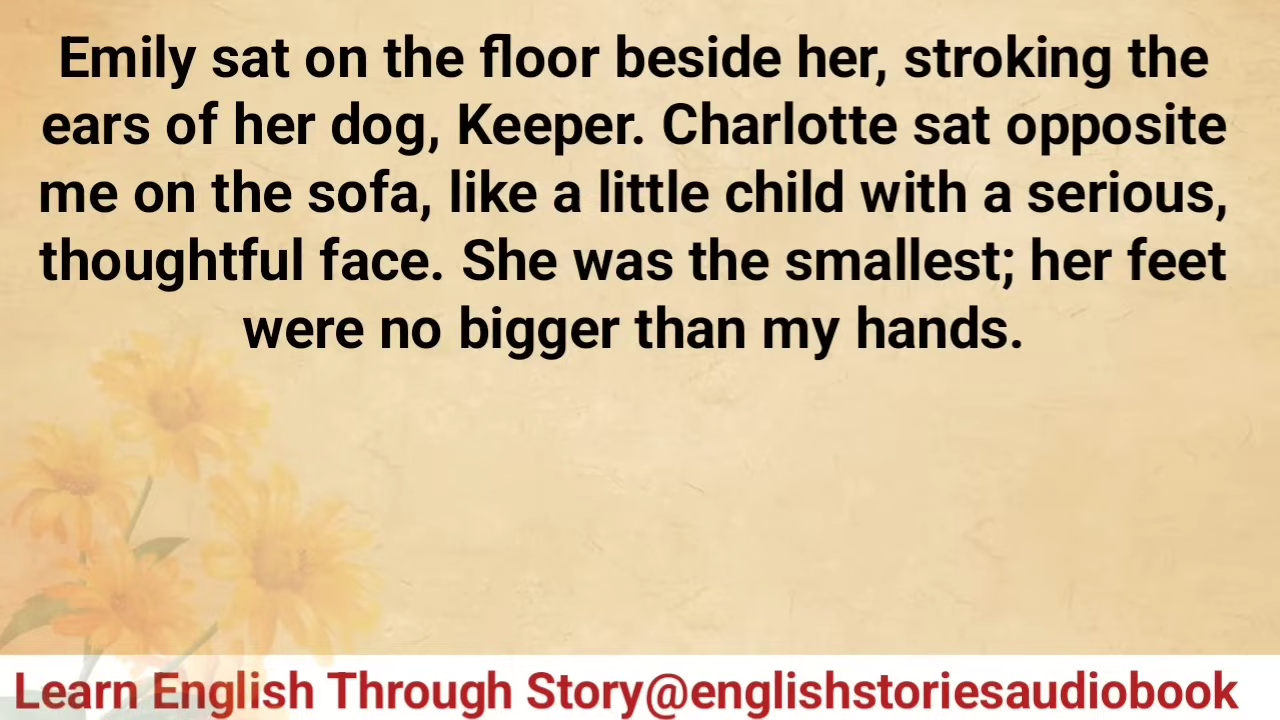 Emily sat on the floor beside her, stroking the
ears of her dog, Keeper. Charlotte sat opposite
me on the sofa, like a little child with a serious,
thoughtful face. She was the smallest; her feet
were no bigger than my hands.
Learn English Through Story@englishstoriesaudiobook